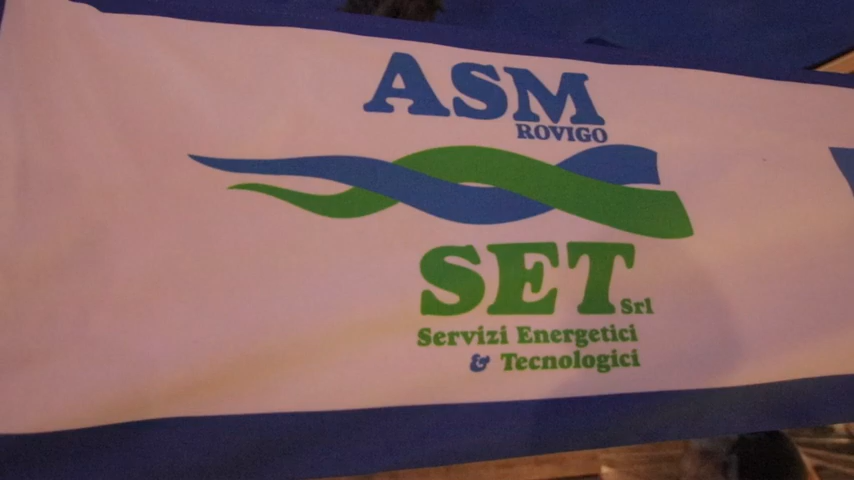 ASM
ROVIGO
SET Srl
Servizi Energetici
& Tecnologici